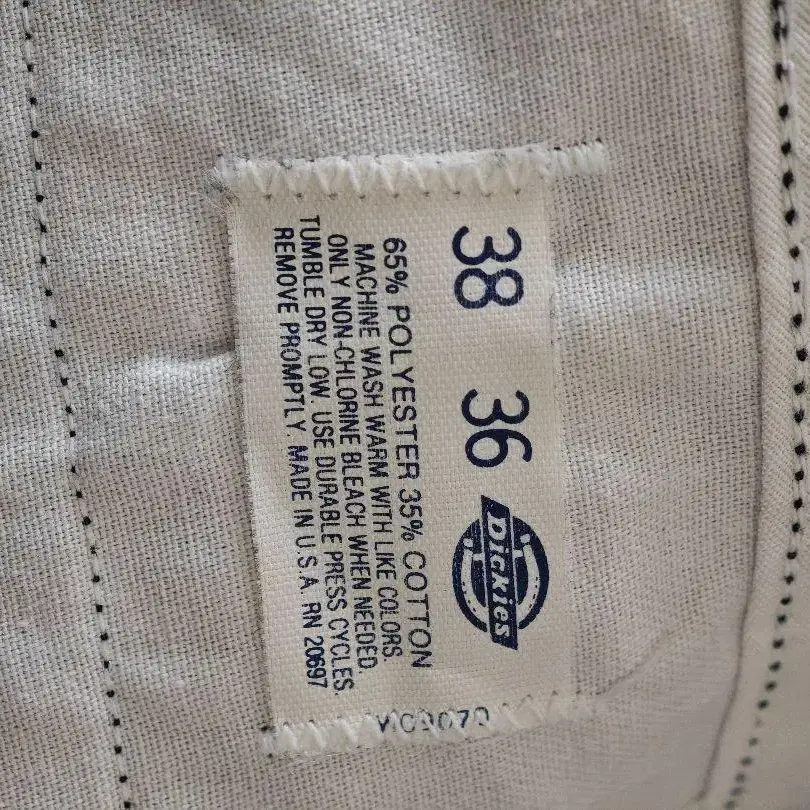 38 36
Dickies
65% POLYESTER 35% COTTON
MACHINE WASH WARM WITH LIKE COLORS.
ONLY NON-CHLORINE BLEACH WHEN NEEDED.
TUMBLE DRY LOW. USE DURABLE PRESS CYCLES.
REMOVE PROMPTLY. MADE IN U.S.A. RN 20697